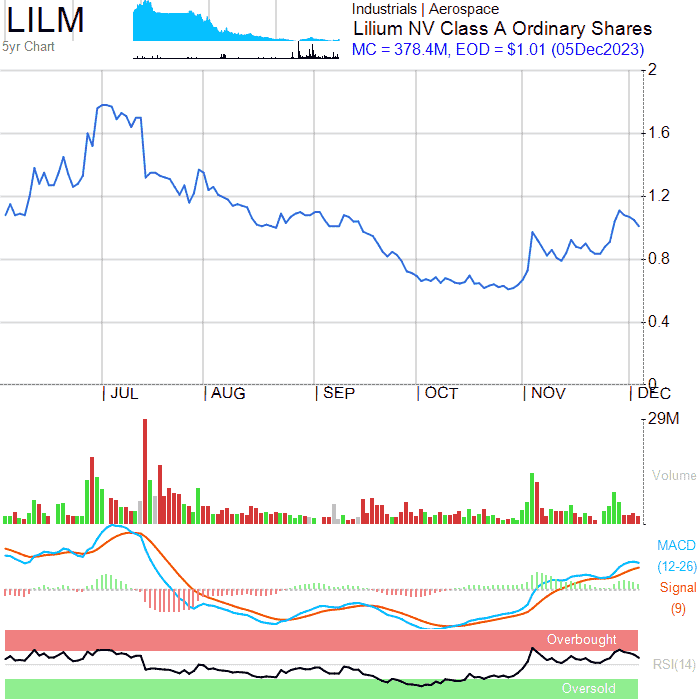 LILM
5yr Chart
Industrials | Aerospace
Lilium NV Class A Ordinary Shares
MC = 378.4M, EOD = $1.01 (05Dec2023)
2
1.6
1.2
0.8
0.4
0
JUL AUG SEP OCT NOV DEC
29M
Volume
MACD
(12-26)
Signal
(9)
Overbought
RSI(14)
Oversold